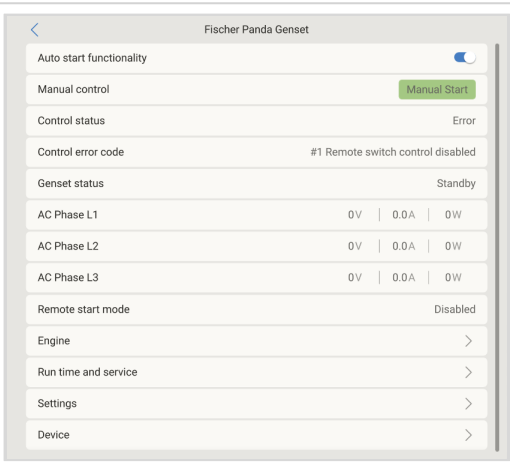 Fischer Panda Genset
Auto start functionality
Manual control Manual Start
Control status Error
Control error code #1 Remote switch control disabled
Genset status Standby
AC Phase L1 0V 0.0A 0W
AC Phase L2 0V 0.0A 0W
AC Phase L3 0V 0.0A 0W
Remote start mode Disabled
Engine
Run time and service
Settings
Device